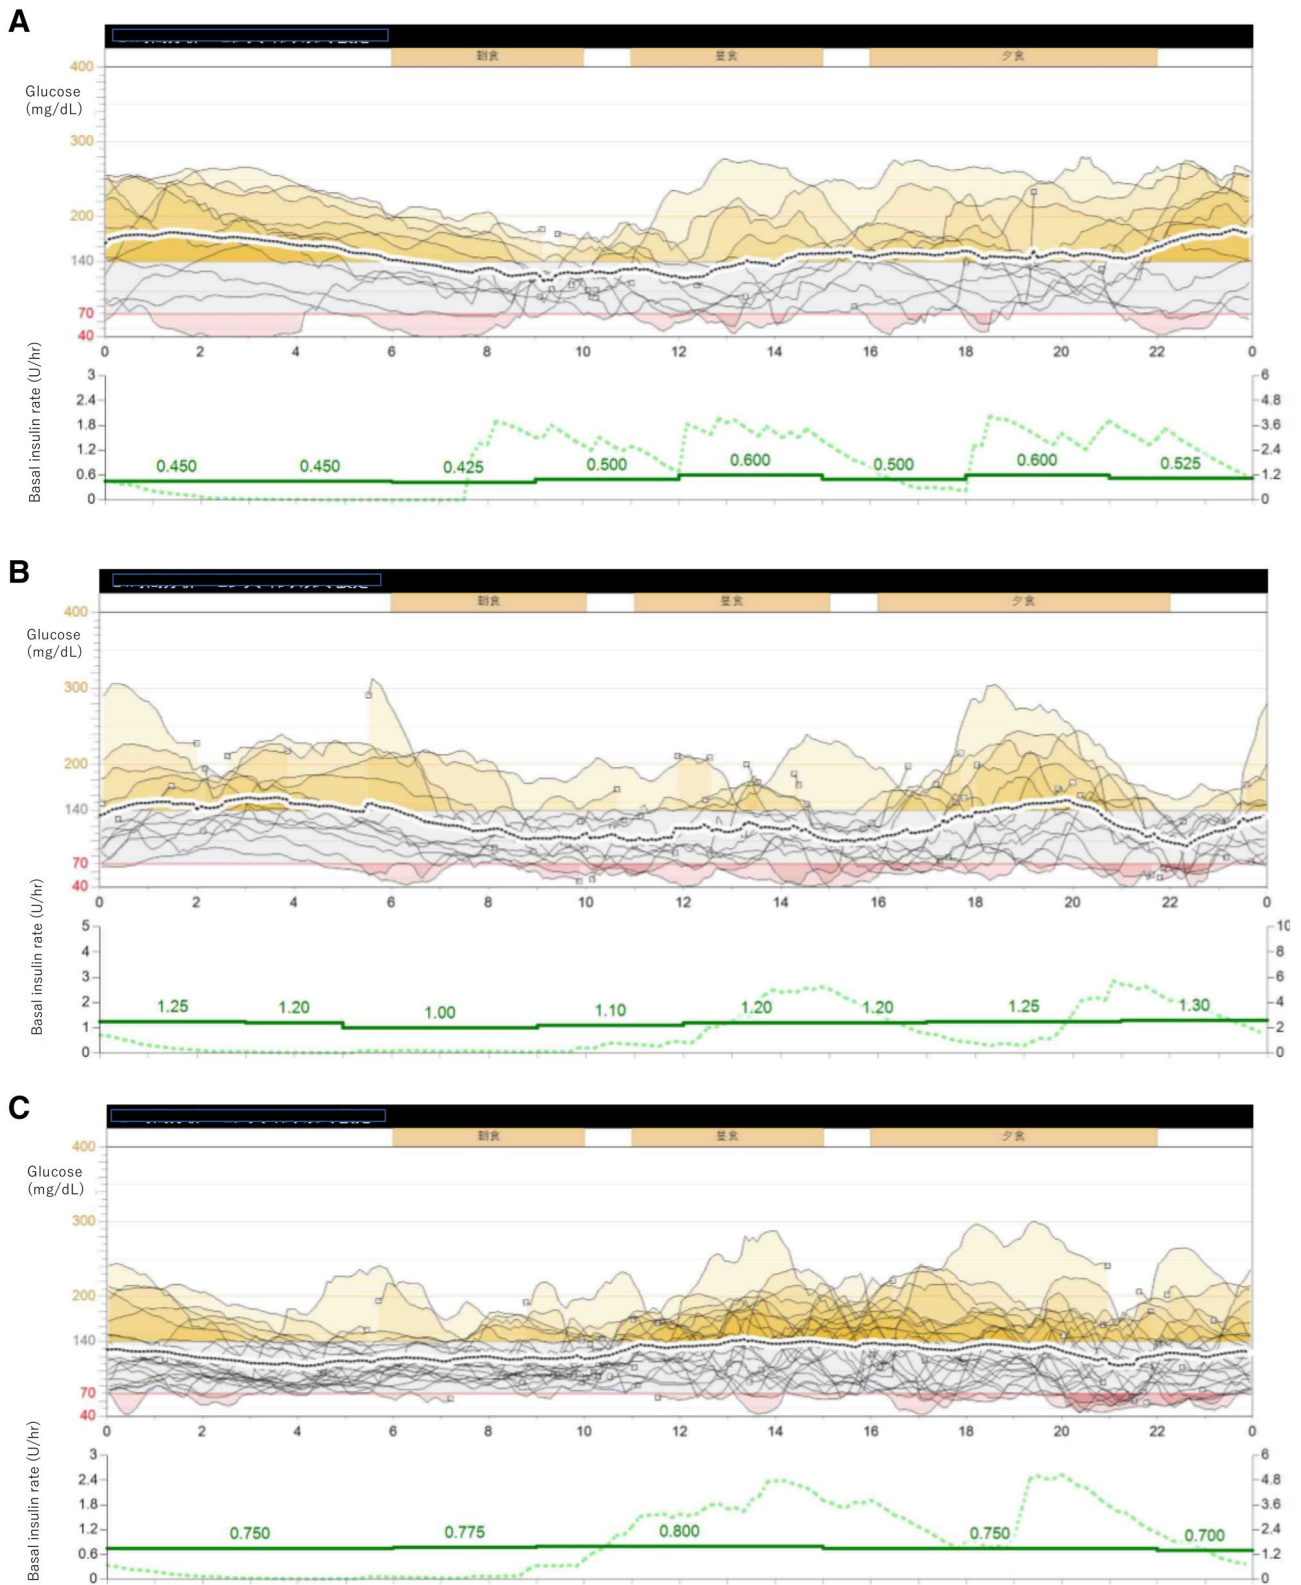 A
朝食 昼食 夕食
400
Glucose
(mg/dL)
300
200
140
70
40
0 2 4 6 8 10 12 14 16 18 20 22 0
Basal insulin rate (U/hr)
3 6
2.4 4.8
1.8 3.6
1.2 2.4
0.6 1.2
0 0
0.450 0.450 0.425 0.500 0.600 0.500 0.600 0.525
B
朝食 昼食 夕食
400
Glucose
(mg/dL)
300
200
140
70
40
0 2 4 6 8 10 12 14 16 18 20 22 0
Basal insulin rate (U/hr)
5 10
4 8
3 6
2 4
1 2
0 0
1.25 1.20 1.00 1.10 1.20 1.20 1.25 1.30
C
朝食 昼食 夕食
400
Glucose
(mg/dL)
300
200
140
70
40
0 2 4 6 8 10 12 14 16 18 20 22 0
Basal insulin rate (U/hr)
3 6
2.4 4.8
1.8 3.6
1.2 2.4
0.6 1.2
0 0
0.750 0.775 0.800 0.750 0.700